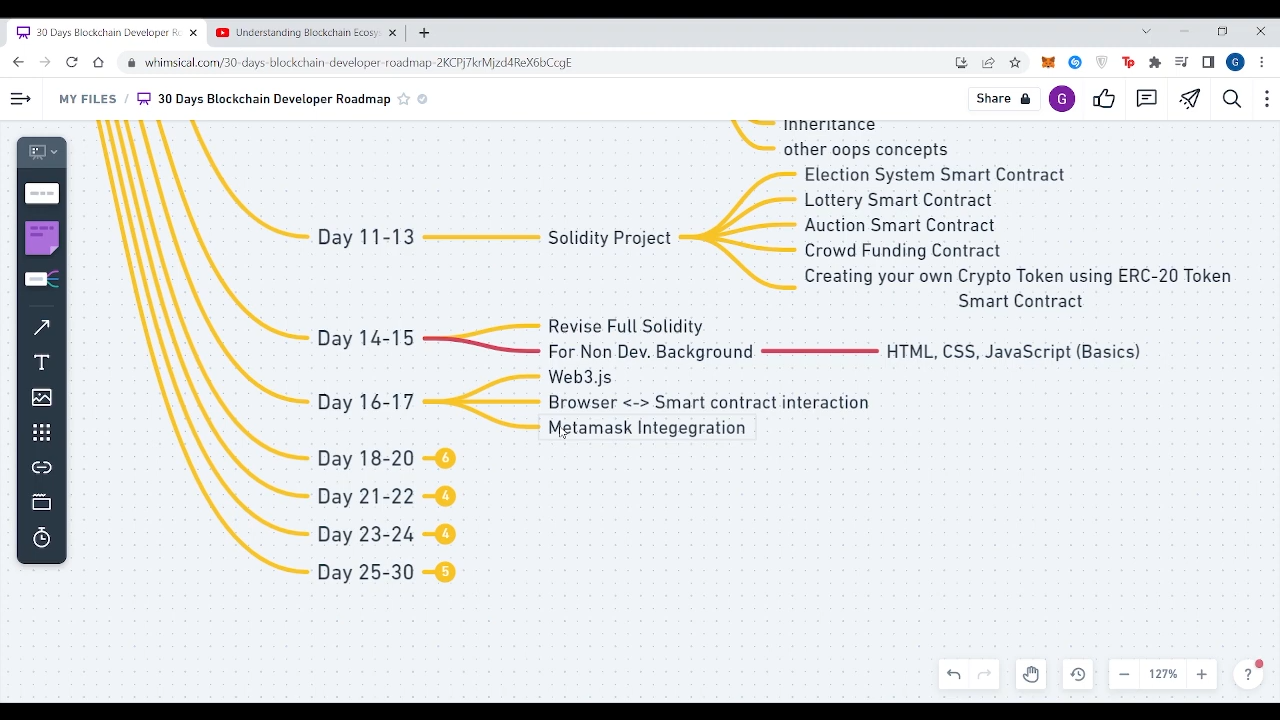 30 Days Blockchain Developer Ro
Understanding Blockchain Ecosys
whimsical.com/30-days-blockchain-developer-roadmap-2KCPj7krMjzd4ReX6bCcgE
Tp
G
MY FILES / 30 Days Blockchain Developer Roadmap
Share
G
Inheritance
other oops concepts
Election System Smart Contract
Lottery Smart Contract
Auction Smart Contract
Crowd Funding Contract
Creating your own Crypto Token using ERC-20 Token
Smart Contract
Day 11-13
Solidity Project
Day 14-15
Revise Full Solidity
For Non Dev. Background
HTML, CSS, JavaScript (Basics)
Day 16-17
Web3.js
Browser <-> Smart contract interaction
Metamask Integegration
Day 18-20 6
Day 21-22 4
Day 23-24 4
Day 25-30 5
127%
?